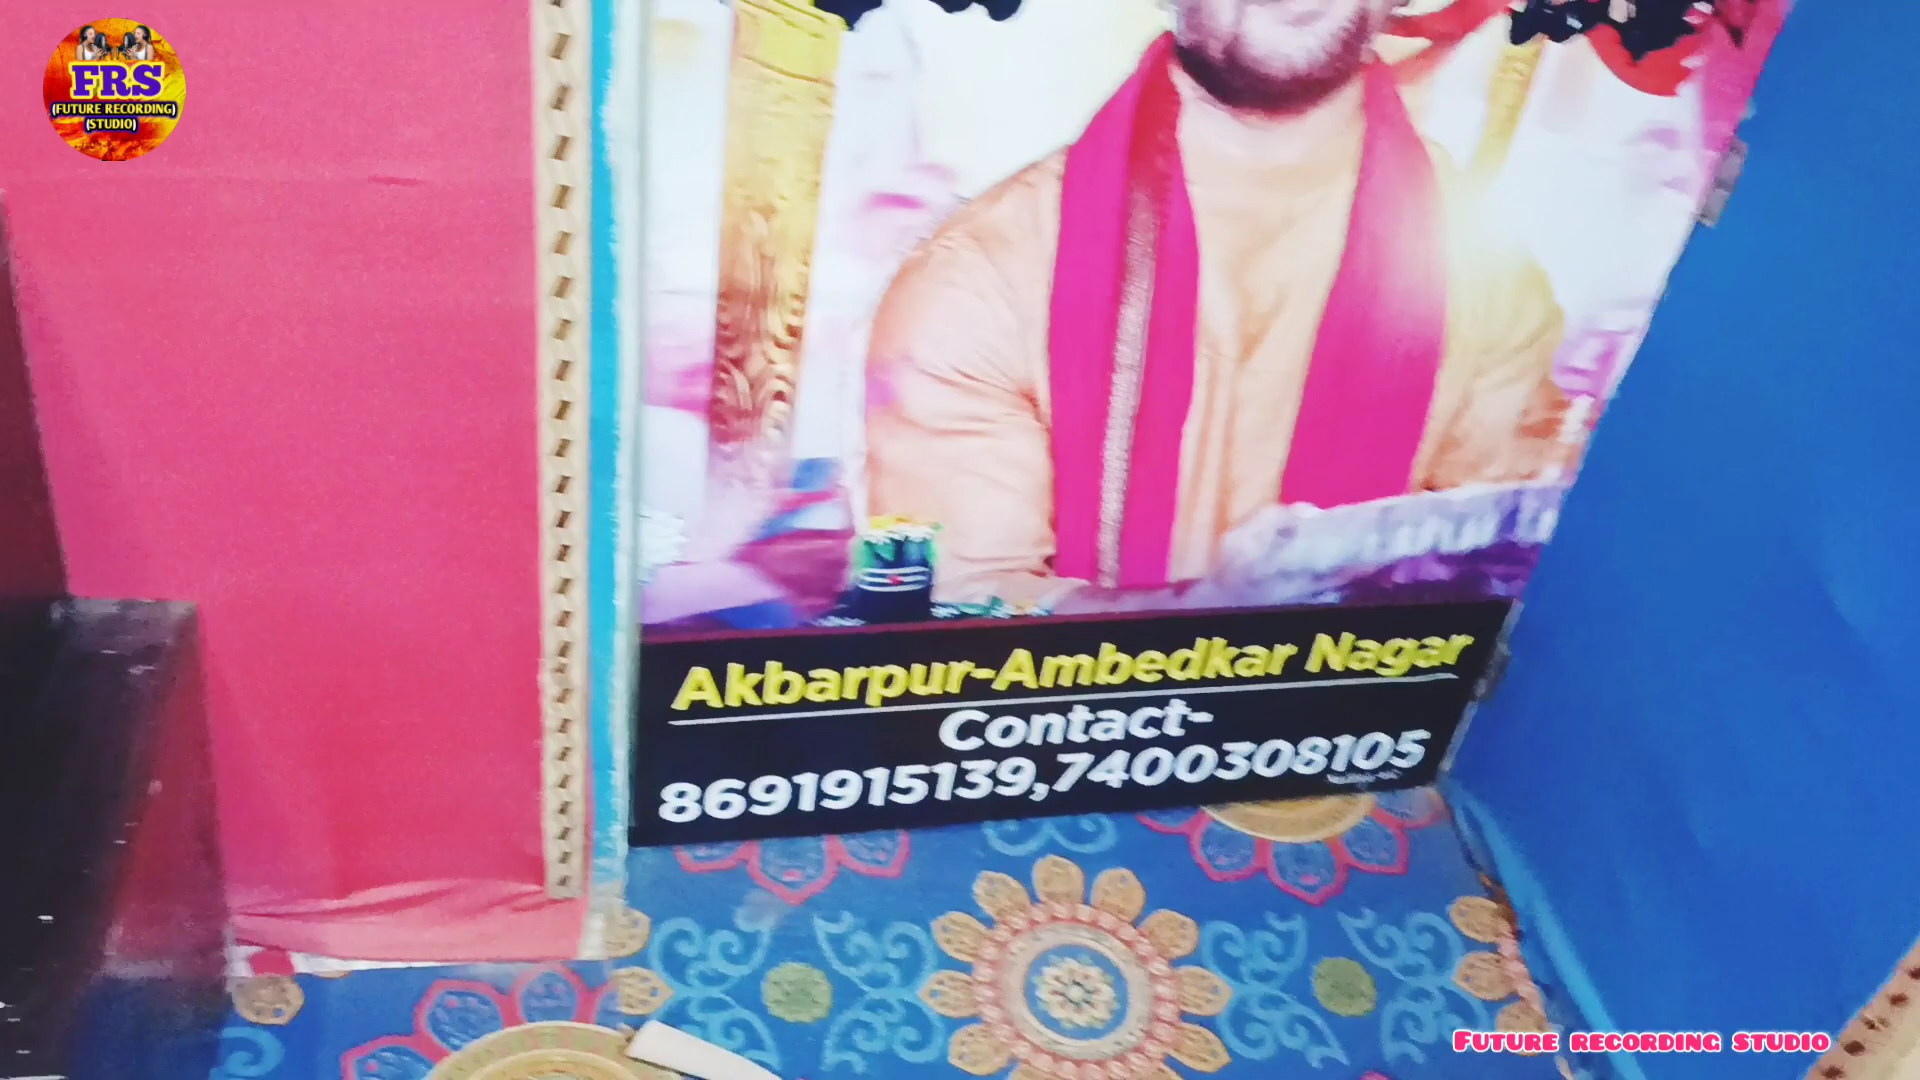 FRS
(FUTURE RECORDING)
(STUDIO)
Akbarpur-Ambedkar Nagar
Contact-
8691915139,7400308105
FUTURE RECORDING STUDIO